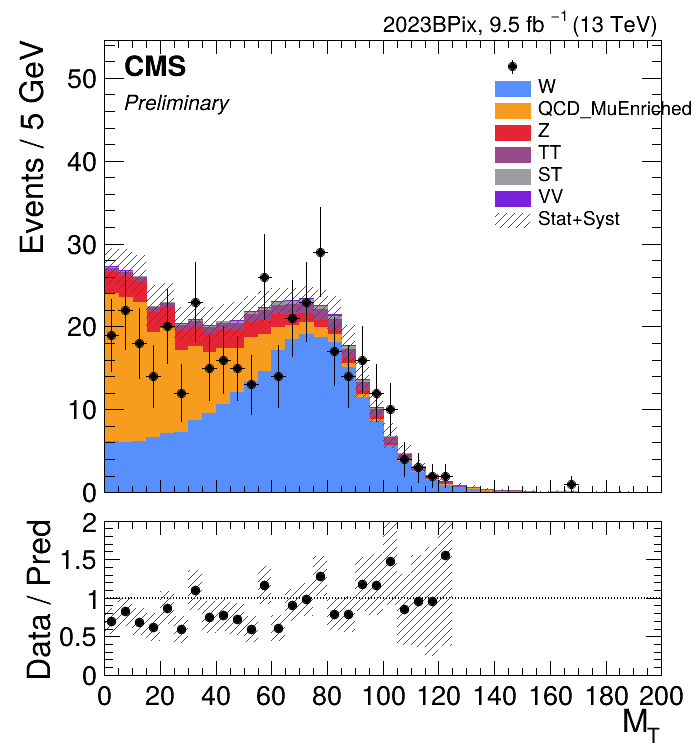 2023BPix, 9.5 fb⁻¹ (13 TeV)
CMS
Preliminary
Events / 5 GeV
50
40
30
20
10
0
W
QCD_MuEnriched
Z
TT
ST
VV
Stat+Syst
Data / Pred
2
1.5
1
0.5
0
0 20 40 60 80 100 120 140 160 180 200
M_T